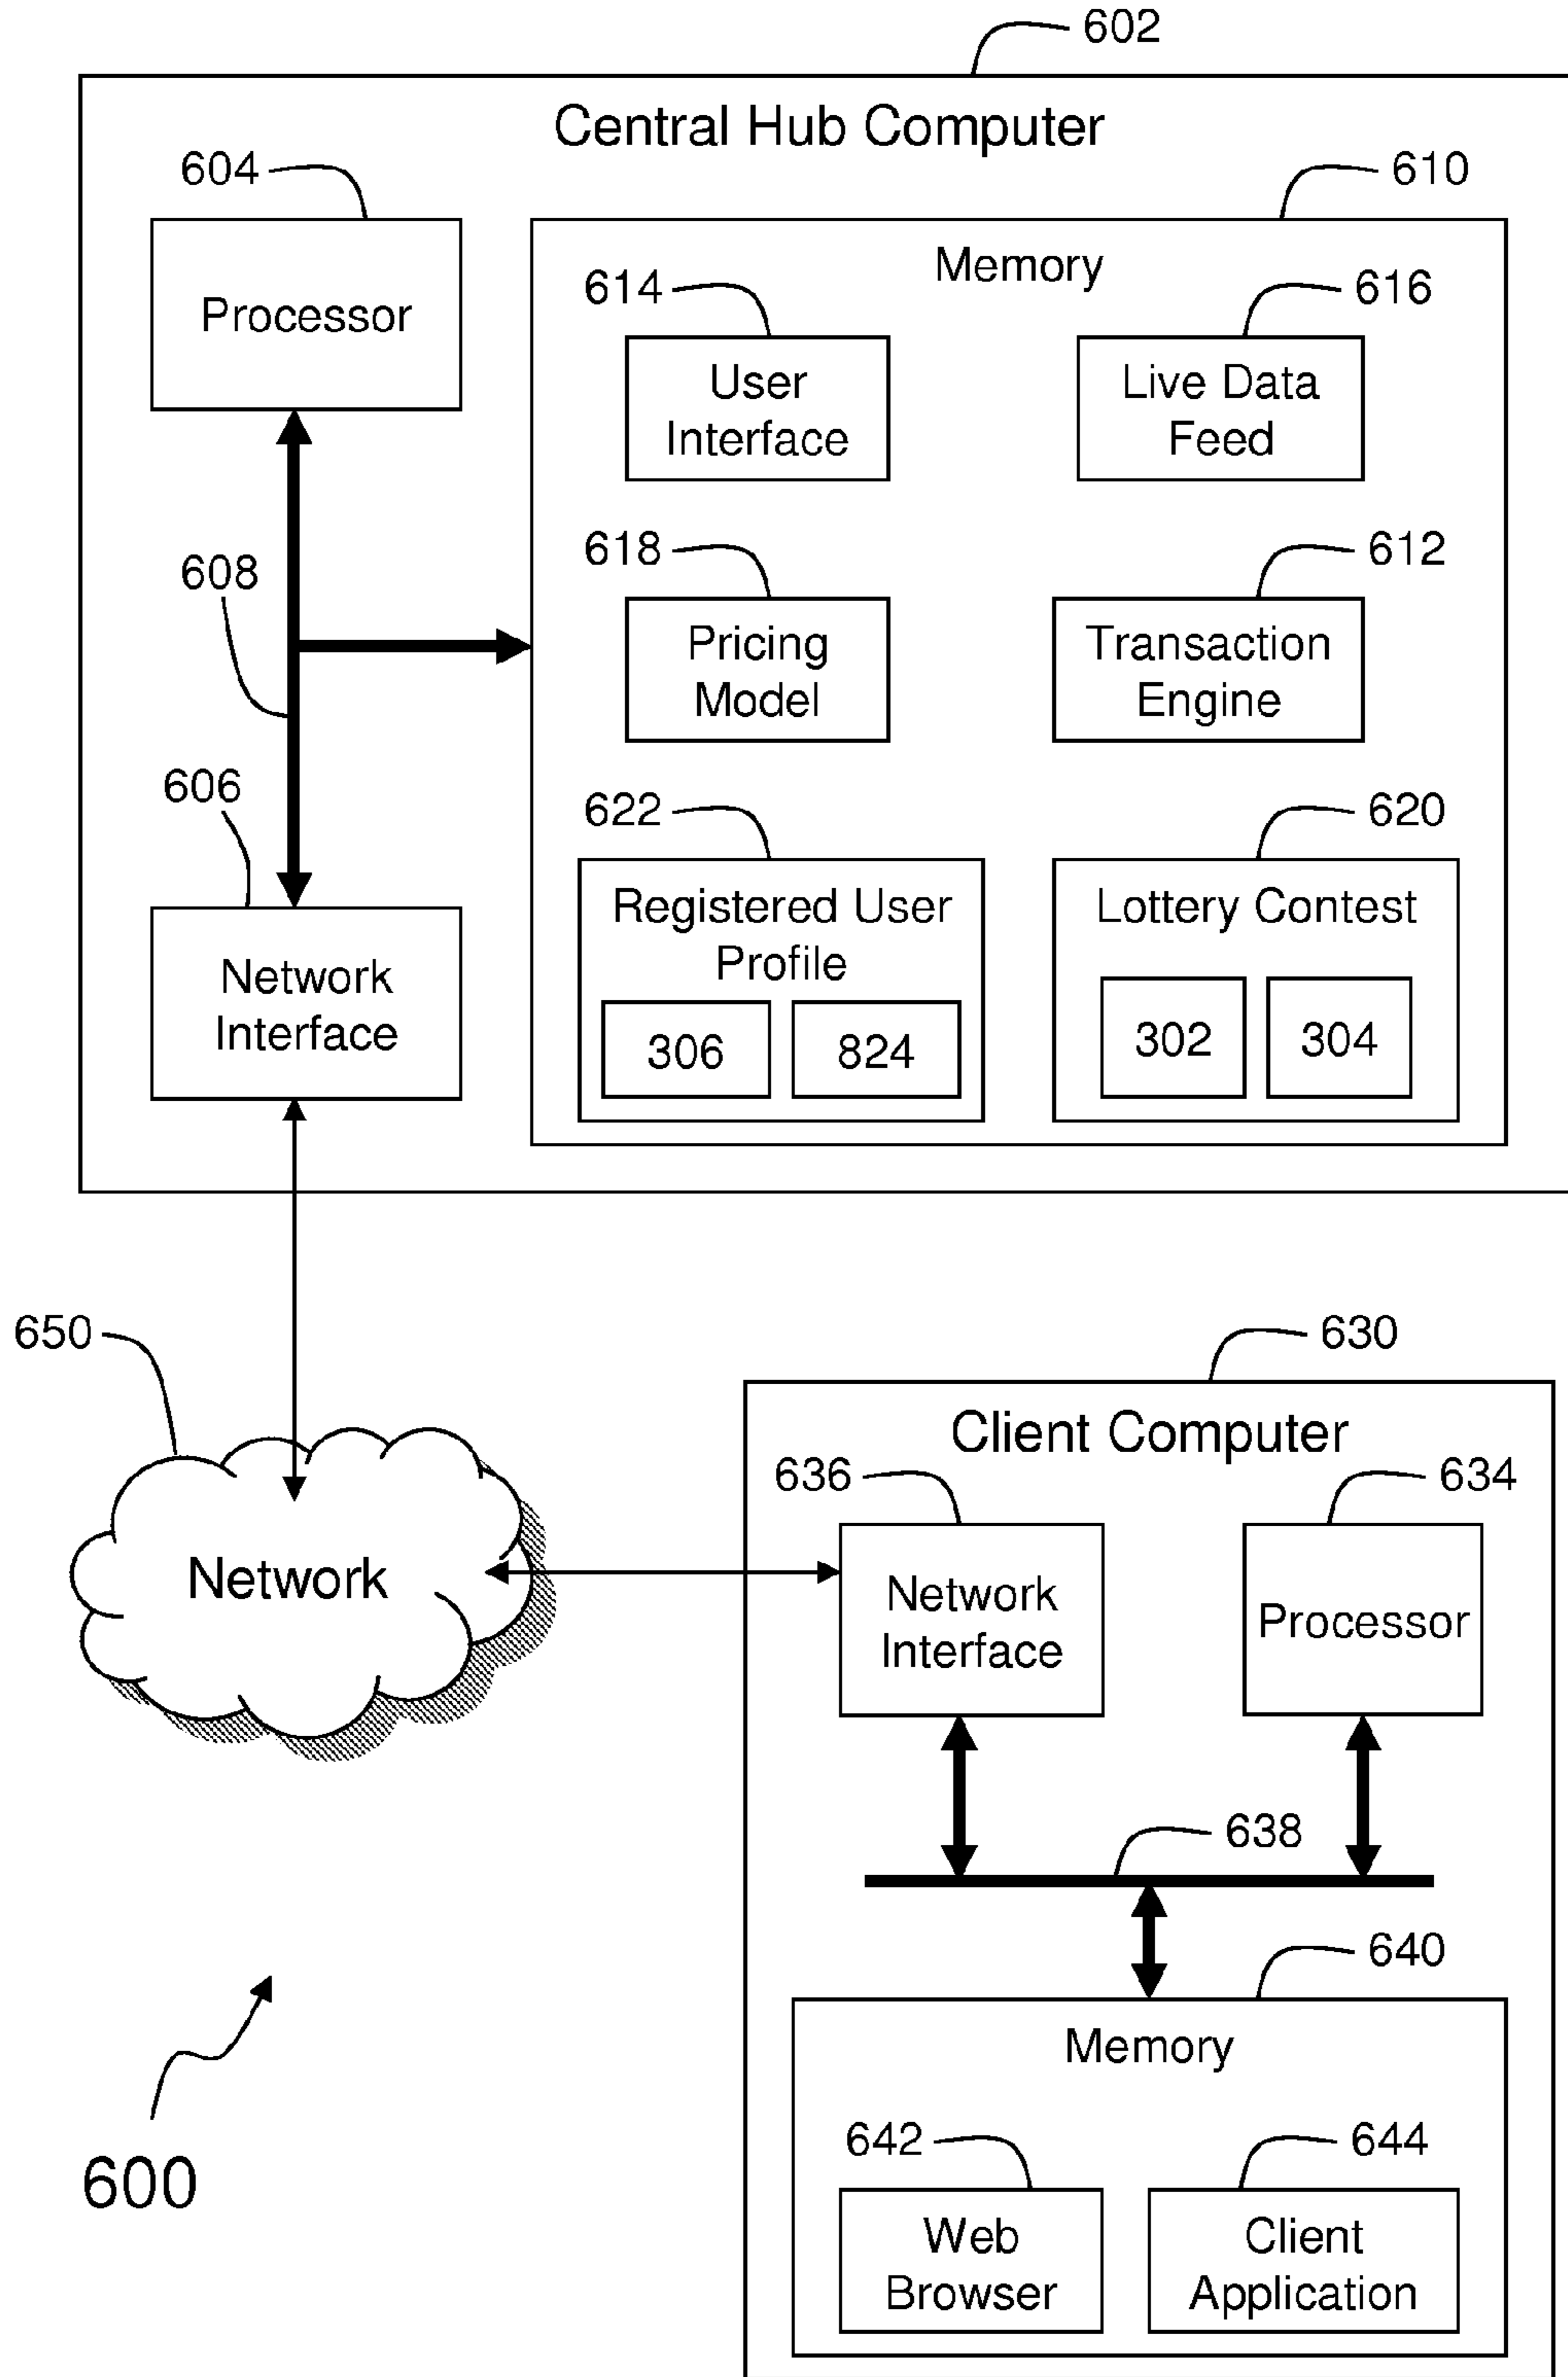 602
Central Hub Computer
604
610
Processor
Memory
614
616
User
Interface
Live Data
Feed
608
618
612
Pricing
Model
Transaction
Engine
606
622
620
Network
Interface
Registered User
Profile
306
824
Lottery Contest
302
304
650
Network
630
Client Computer
636
634
Network
Interface
Processor
638
640
Memory
642
644
Web
Browser
Client
Application
600